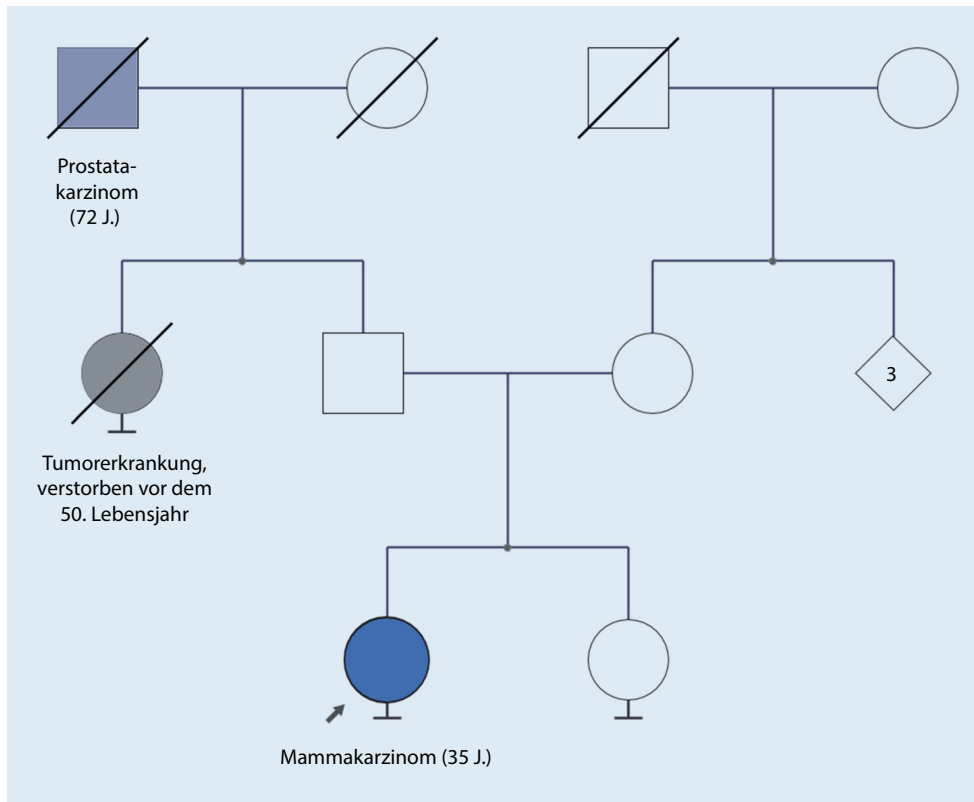 Prostata-
karzinom
(72 J.)
3
Tumorerkrankung,
verstorben vor dem
50. Lebensjahr
Mammakarzinom (35 J.)